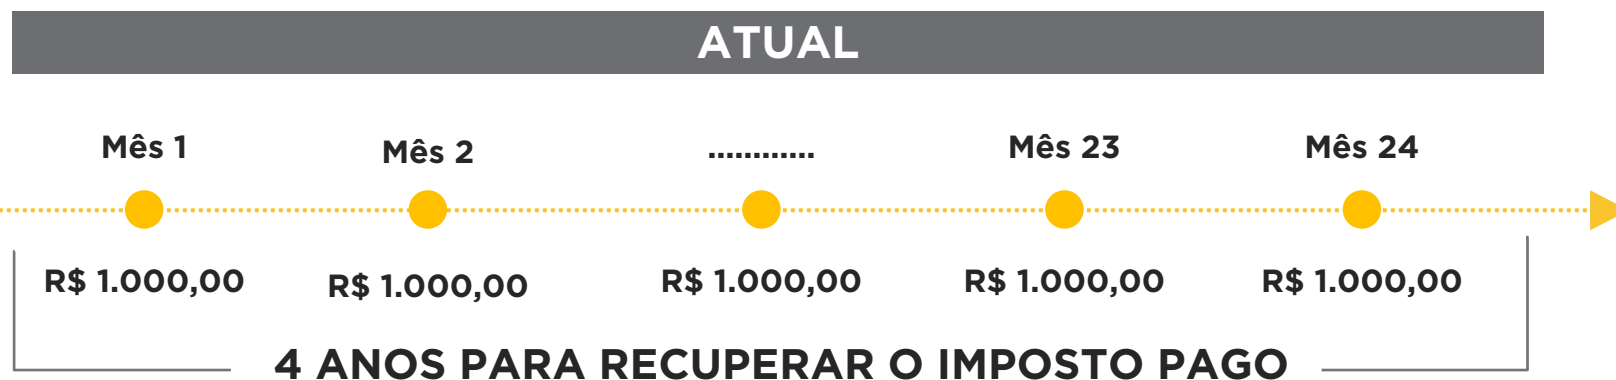 ATUAL
Mês 1 Mês 2 ............ Mês 23 Mês 24
R$ 1.000,00 R$ 1.000,00 R$ 1.000,00 R$ 1.000,00 R$ 1.000,00
4 ANOS PARA RECUPERAR O IMPOSTO PAGO